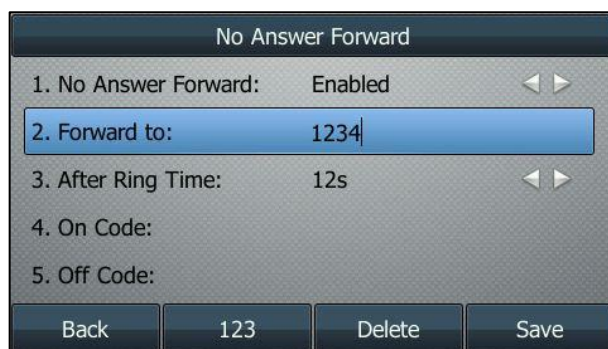 No Answer Forward
1. No Answer Forward: Enabled
2. Forward to: 1234
3. After Ring Time: 12s
4. On Code:
5. Off Code:
Back 123 Delete Save